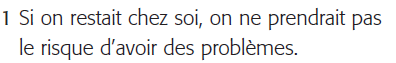 1 Si on restait chez soi, on ne prendrait pas
le risque d'avoir des problèmes.